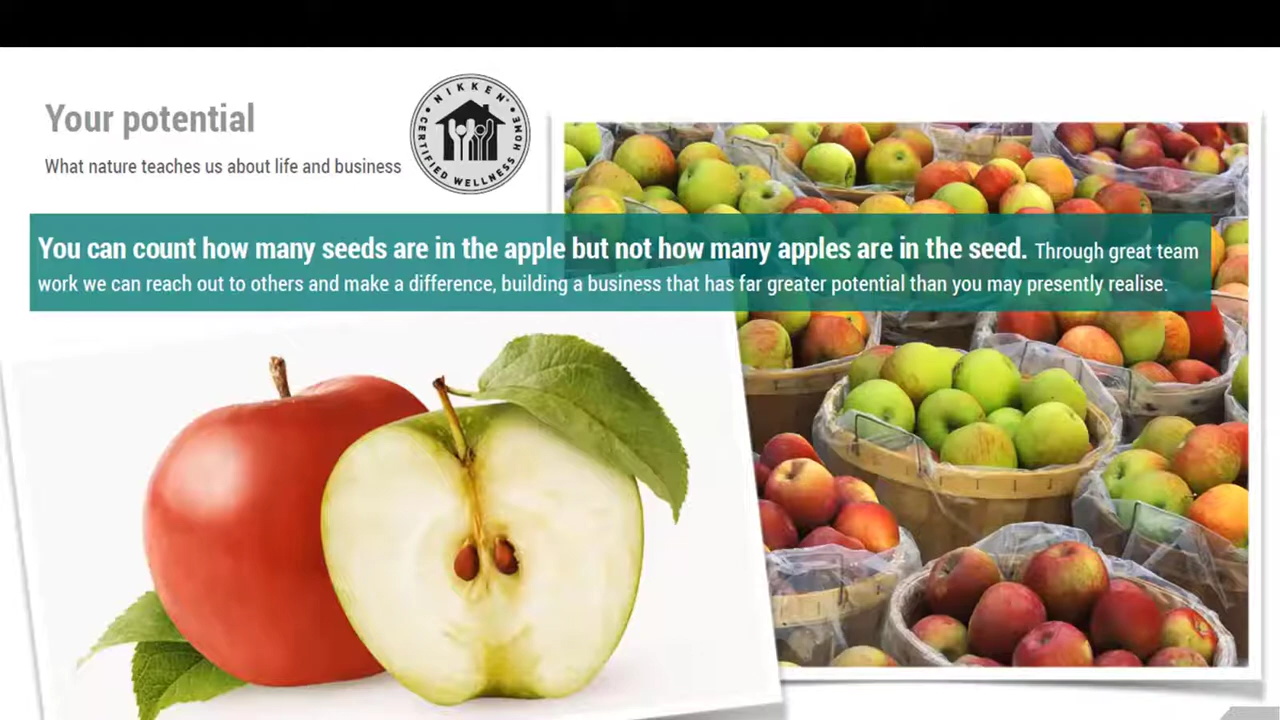 Your potential
What nature teaches us about life and business
NIKKEN
CERTIFIED WELLNESS HOME
You can count how many seeds are in the apple but not how many apples are in the seed. Through great team
work we can reach out to others and make a difference, building a business that has far greater potential than you may presently realise.